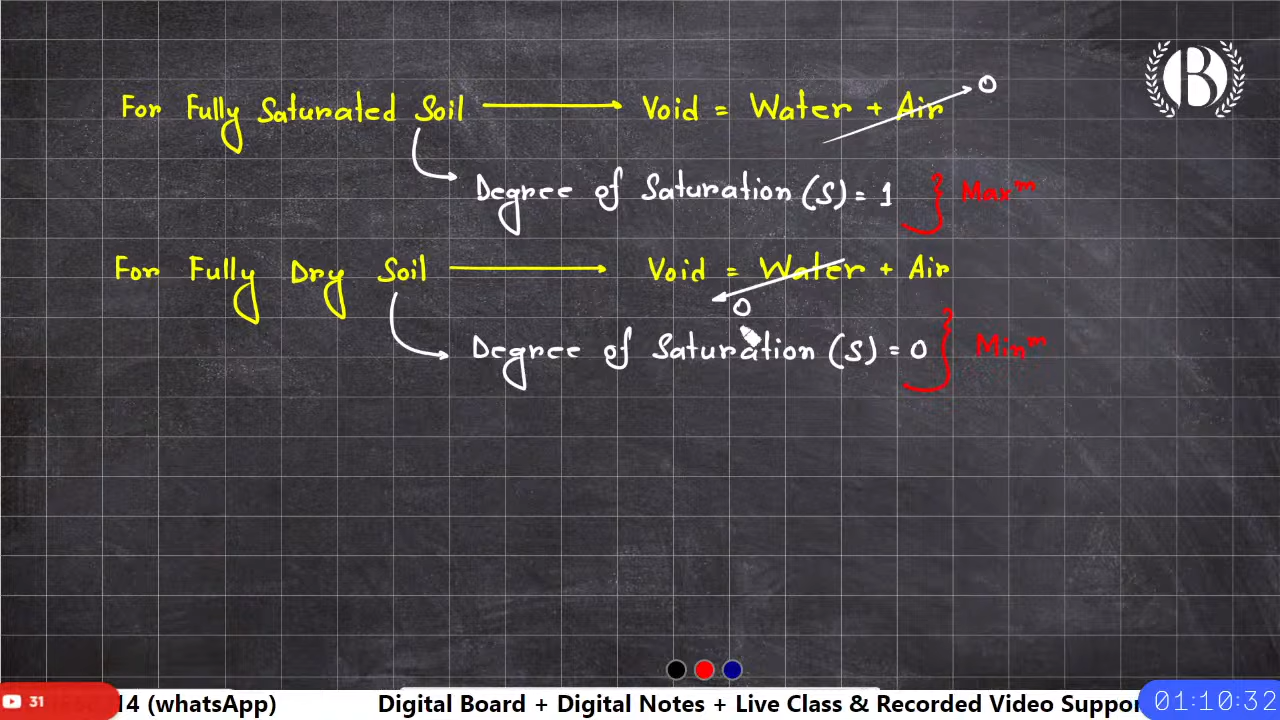 For Fully Saturated Soil → Void = Water + Air 0
Degree of Saturation (S) = 1 } Maxᵐ
For Fully Dry Soil → Void = Water + Air
0
Degree of Saturation (S) = 0 } Minᵐ
B
31 14 (whatsApp) Digital Board + Digital Notes + Live Class & Recorded Video Suppor 01:10:32